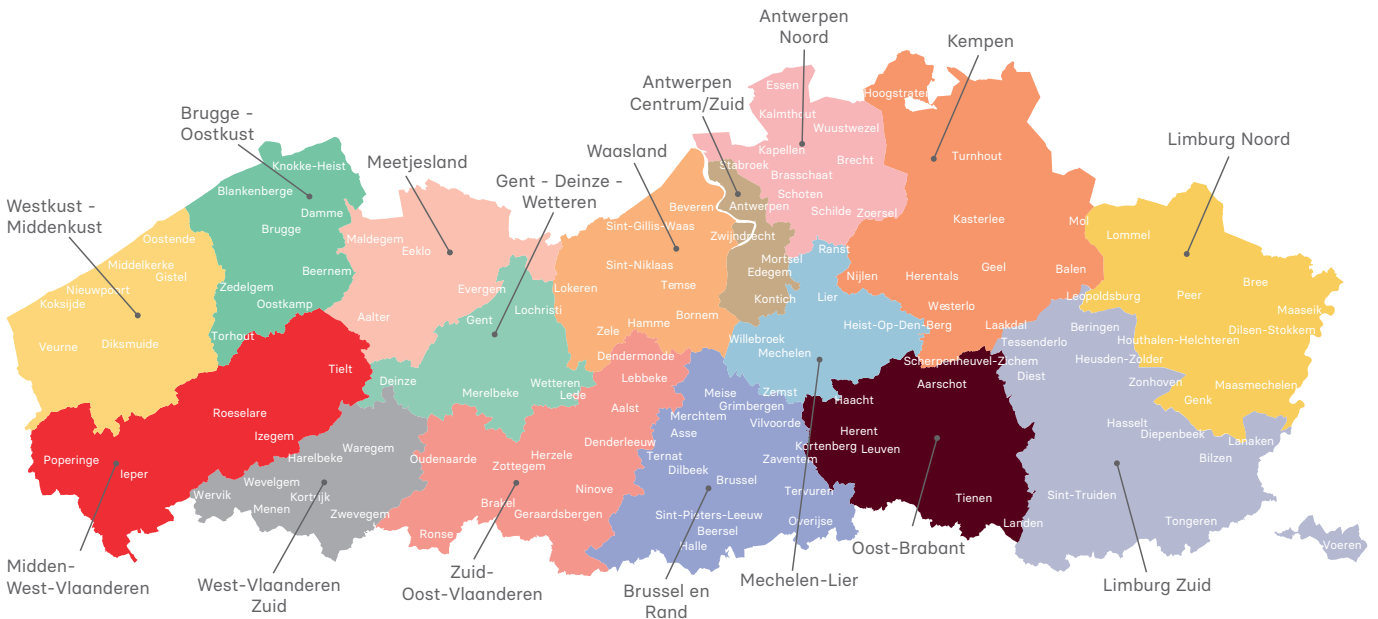 Antwerpen
Noord
Kempen
Antwerpen
Centrum/Zuid
Brugge -
Oostkust
Meetjesland
Waasland
Limburg Noord
Gent - Deinze -
Wetteren
Westkust -
Middenkust
Essen
Hoogstraten
Kalmthout
Wuustwezel
Kapellen
Stabroek
Brecht
Turnhout
Brasschaat
Schoten
Schilde
Zoersel
Antwerpen
Zwijndrecht
Mortsel
Edegem
Kontich
Ranst
Kasterlee
Mol
Geel
Balen
Nijlen
Herentals
Westerlo
Laakdal
Knokke-Heist
Blankenberge
Damme
Brugge
Beernem
Zedelgem
Oostkamp
Torhout
Oostende
Middelkerke
Gistel
Nieuwpoort
Koksijde
Veurne
Diksmuide
Maldegem
Eeklo
Evergem
Aalter
Gent
Lochristi
Deinze
Merelbeke
Wetteren
Lede
Beveren
Sint-Gillis-Waas
Sint-Niklaas
Lokeren
Temse
Bornem
Hamme
Zele
Dendermonde
Lebbeke
Aalst
Denderleeuw
Herzele
Zottegem
Oudenaarde
Ninove
Brakel
Geraardsbergen
Ronse
Lier
Heist-Op-Den-Berg
Willebroek
Mechelen
Zemst
Meise
Grimbergen
Merchtem
Vilvoorde
Asse
Ternat
Dilbeek
Zaventem
Brussel
Tervuren
Sint-Pieters-Leeuw
Beersel
Overijse
Halle
Scherpenheuvel-Zichem
Aarschot
Haacht
Herent
Kortenberg
Leuven
Tienen
Landen
Lommel
Leopoldsburg
Peer
Bree
Maaseik
Dilsen-Stokkem
Houthalen-Helchteren
Maasmechelen
Genk
Beringen
Tessenderlo
Heusden-Zolder
Diest
Zonhoven
Hasselt
Diepenbeek
Lanaken
Bilzen
Sint-Truiden
Tongeren
Voeren
Tielt
Roeselare
Izegem
Poperinge
Ieper
Waregem
Harelbeke
Wevelgem
Wervik
Kortrijk
Menen
Zwevegem
Midden-
West-Vlaanderen
West-Vlaanderen
Zuid
Zuid-
Oost-Vlaanderen
Brussel en
Rand
Mechelen-Lier
Oost-Brabant
Limburg Zuid